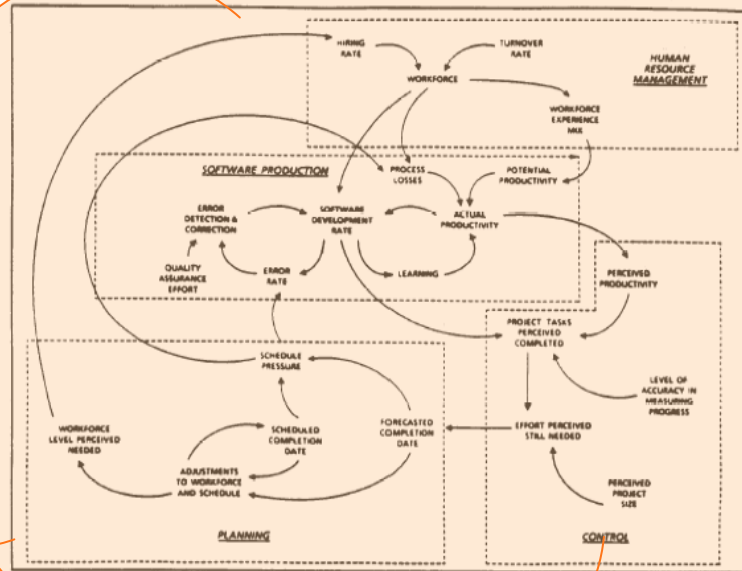 HIRING
RATE
TURNOVER
RATE
WORKFORCE
HUMAN
RESOURCE
MANAGEMENT
WORKFORCE
EXPERIENCE
MIX
SOFTWARE PRODUCTION
PROCESS
LOSSES
POTENTIAL
PRODUCTIVITY
ERROR
DETECTION &
CORRECTION
SOFTWARE
DEVELOPMENT
RATE
ACTUAL
PRODUCTIVITY
QUALITY
ASSURANCE
EFFORT
ERROR
RATE
LEARNING
PERCEIVED
PRODUCTIVITY
PROJECT TASKS
PERCEIVED
COMPLETED
SCHEDULE
PRESSURE
LEVEL OF
ACCURACY IN
MEASURING
PROGRESS
WORKFORCE
LEVEL PERCEIVED
NEEDED
SCHEDULED
COMPLETION
DATE
FORECASTED
COMPLETION
DATE
EFFORT PERCEIVED
STILL NEEDED
ADJUSTMENTS
TO WORKFORCE
AND SCHEDULE
PERCEIVED
PROJECT
SIZE
PLANNING
CONTROL